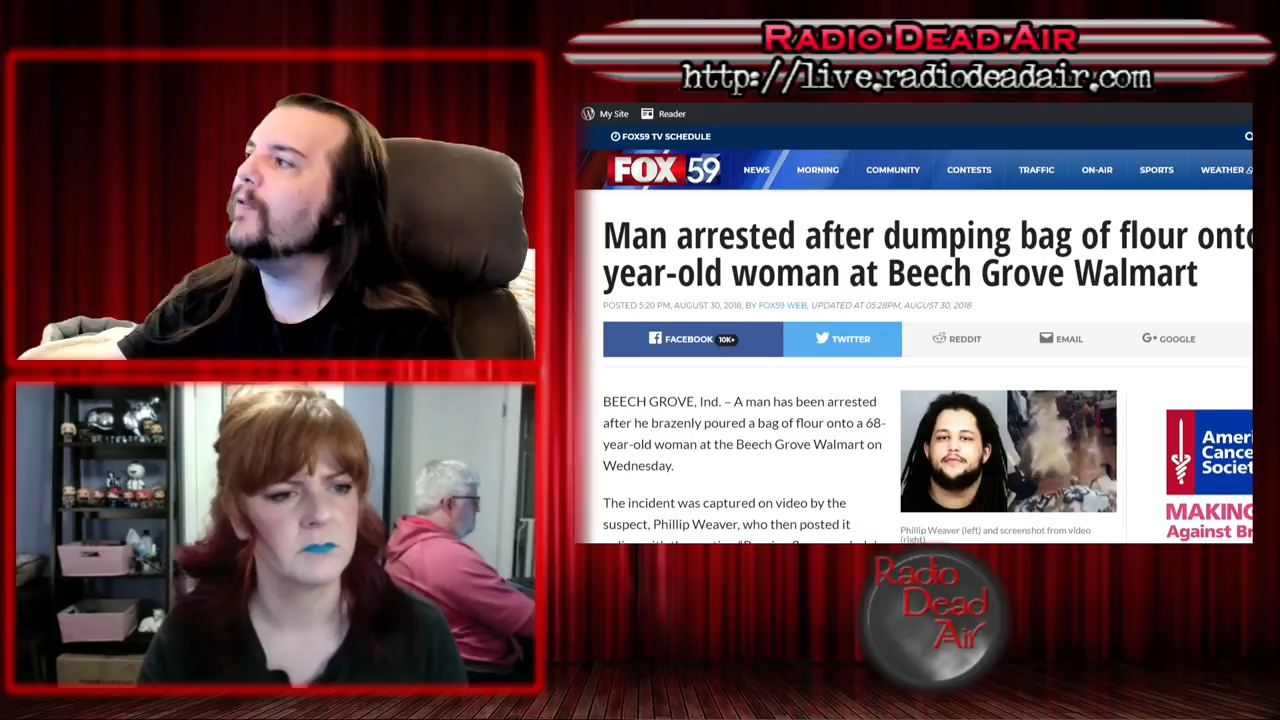 Radio Dead Air
http://live.radiodeadair.com
My Site Reader
FOX59 TV SCHEDULE
FOX 59 NEWS MORNING COMMUNITY CONTESTS TRAFFIC ON-AIR SPORTS WEATHER
Man arrested after dumping bag of flour onto
year-old woman at Beech Grove Walmart
POSTED 5:20 PM, AUGUST 30, 2018, BY FOX59 WEB, UPDATED AT 05:28PM, AUGUST 30, 2018
FACEBOOK 10K+ TWITTER REDDIT EMAIL G+ GOOGLE
BEECH GROVE, Ind. – A man has been arrested
after he brazenly poured a bag of flour onto a 68-
year-old woman at the Beech Grove Walmart on
Wednesday.
The incident was captured on video by the
suspect, Phillip Weaver, who then posted it
Phillip Weaver (left) and screenshot from video
(right)
Ameri
Cance
Societ
MAKING
Against Br
Radio
Dead
Air